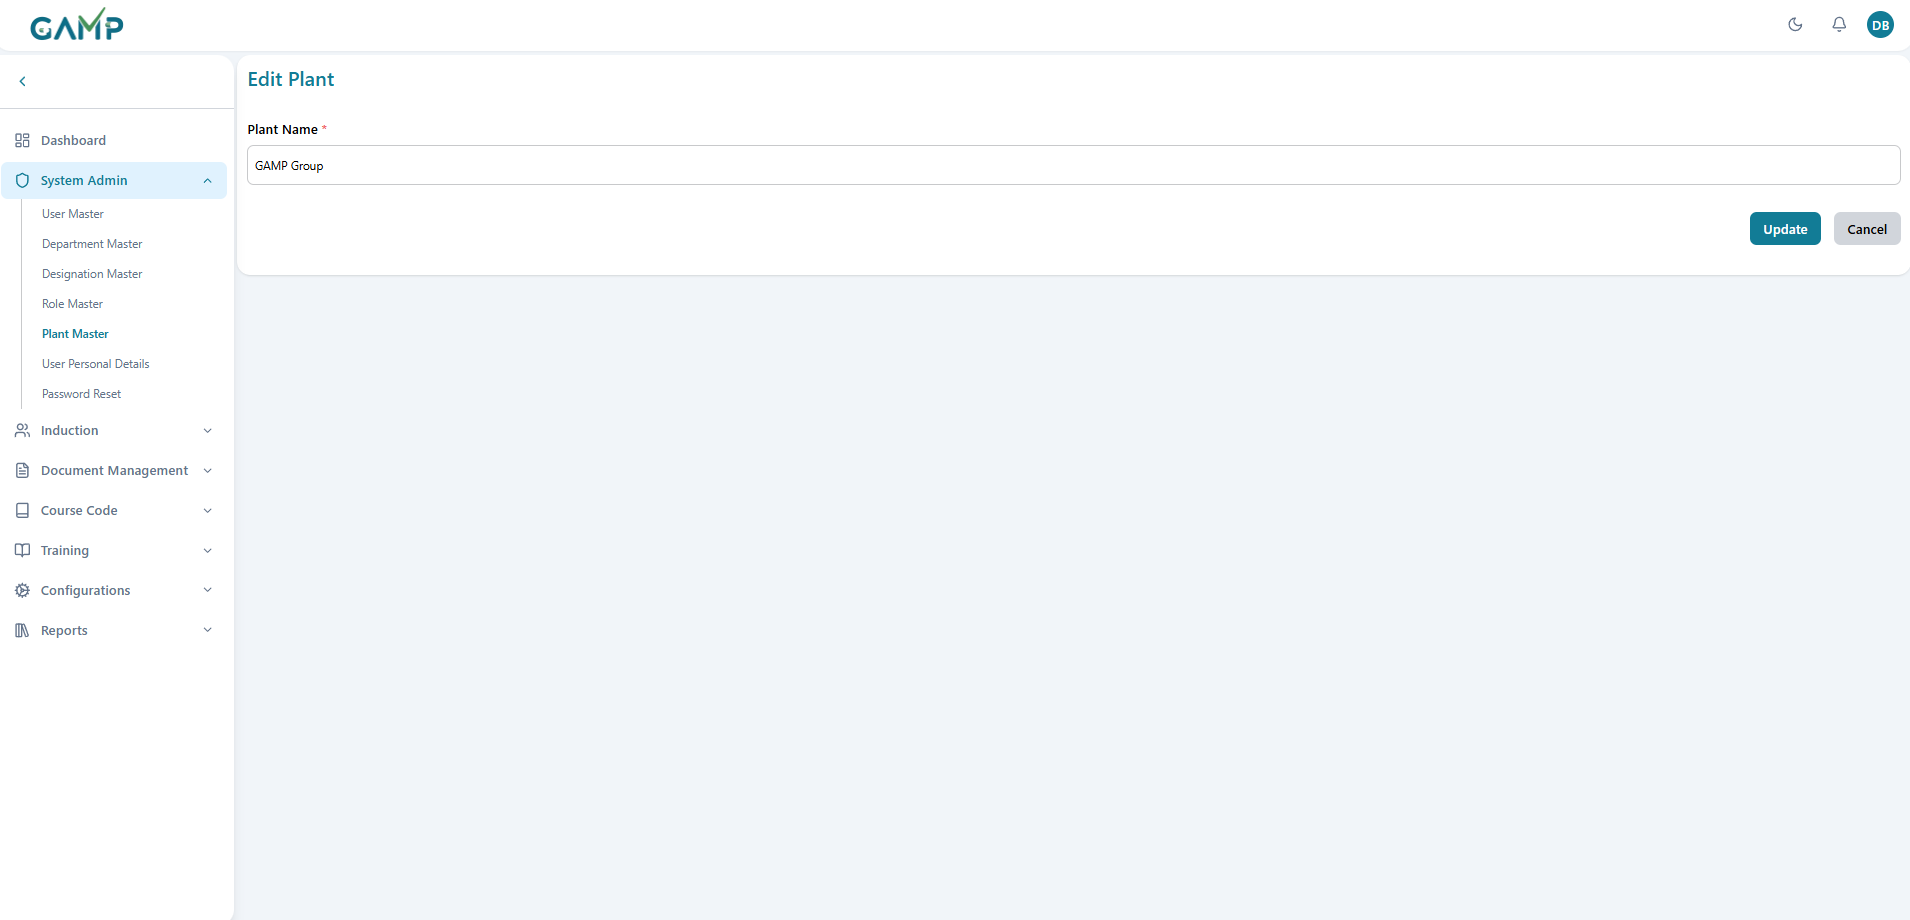 GAMP
DB
Edit Plant
Plant Name *
GAMP Group
Update
Cancel
Dashboard
System Admin
User Master
Department Master
Designation Master
Role Master
Plant Master
User Personal Details
Password Reset
Induction
Document Management
Course Code
Training
Configurations
Reports